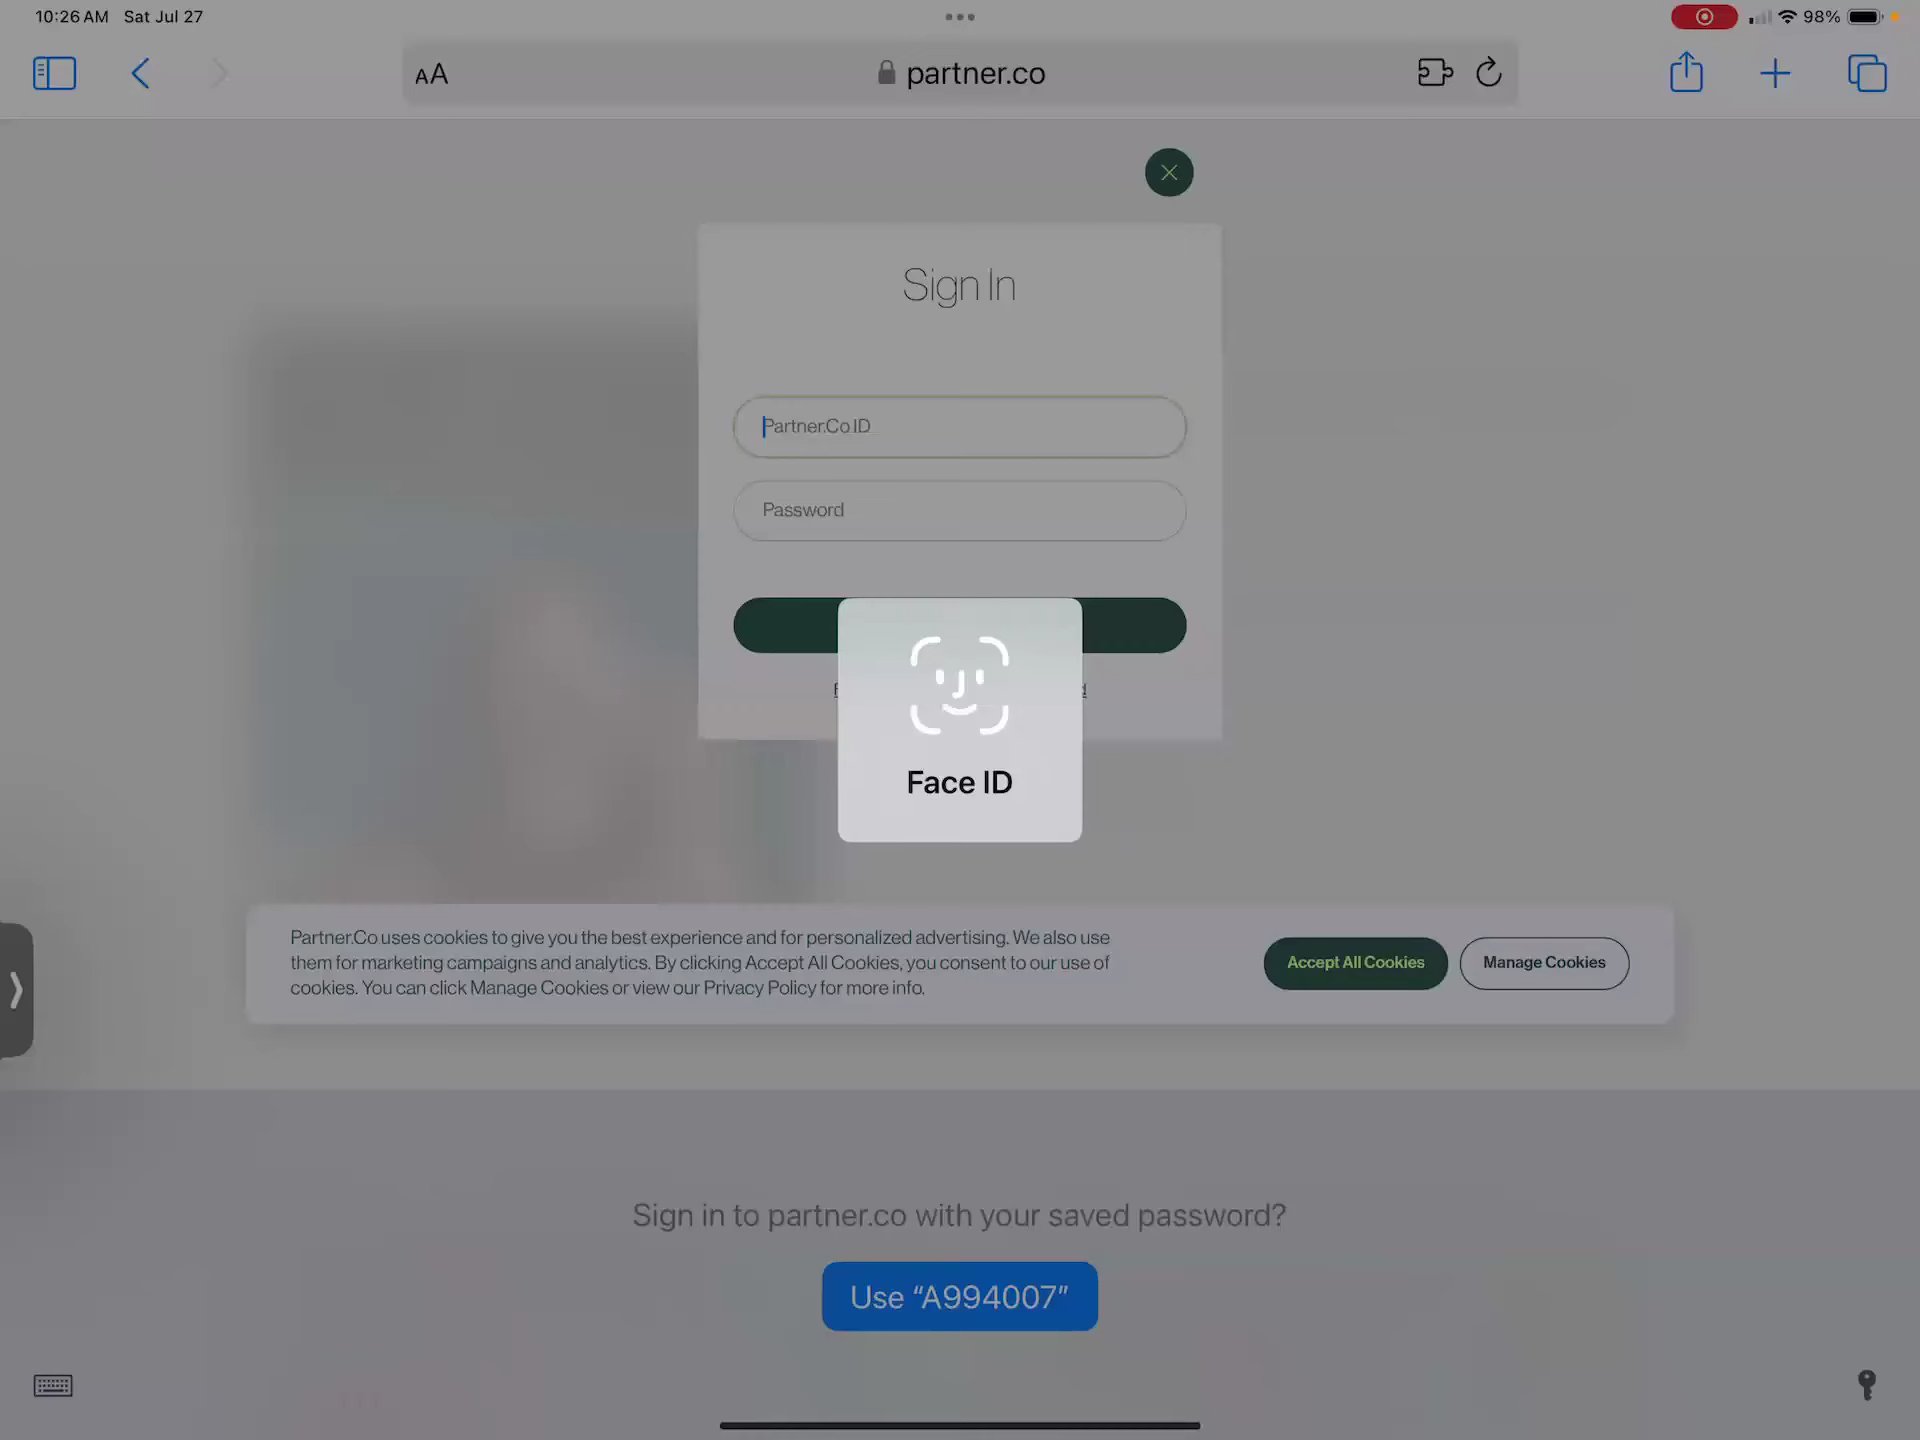 10:26 AM Sat Jul 27
98%
AA
partner.co
Sign In
Partner.Co ID
Password
Face ID
Partner.Co uses cookies to give you the best experience and for personalized advertising. We also use
them for marketing campaigns and analytics. By clicking Accept All Cookies, you consent to our use of
cookies. You can click Manage Cookies or view our Privacy Policy for more info.
Accept All Cookies
Manage Cookies
Sign in to partner.co with your saved password?
Use “A994007”